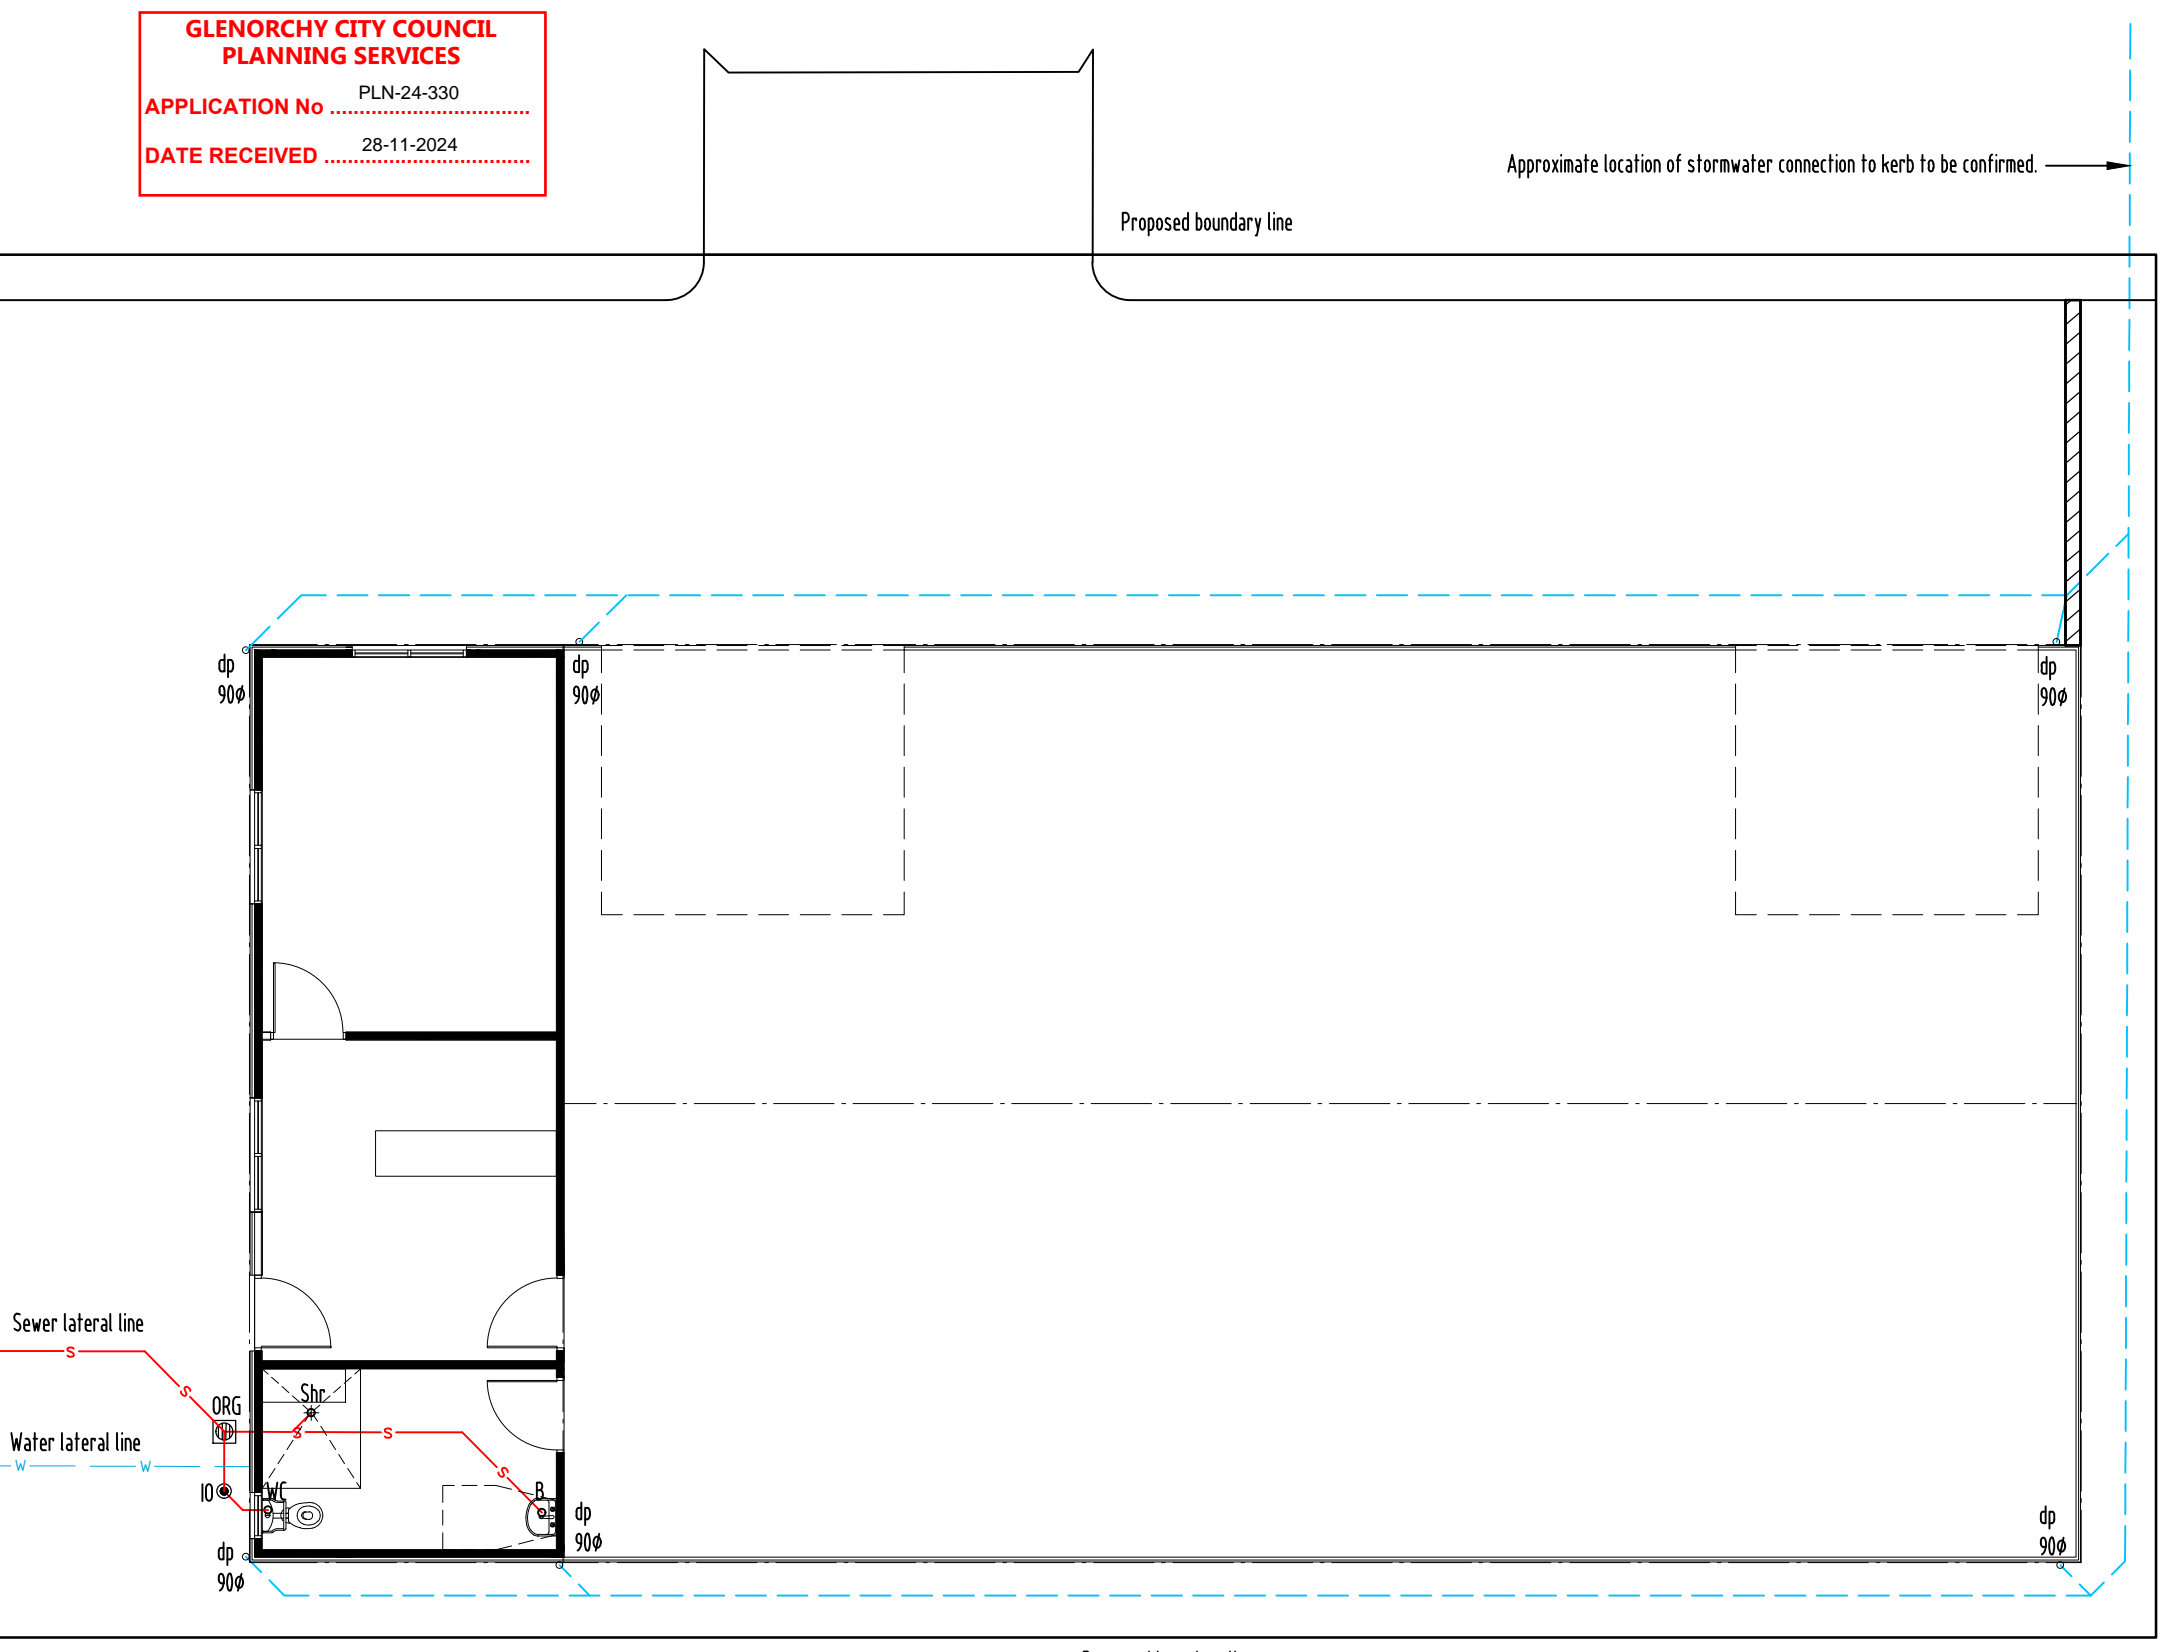 GLENORCHY CITY COUNCIL
PLANNING SERVICES
APPLICATION No PLN-24-330
DATE RECEIVED 28-11-2024
Approximate location of stormwater connection to kerb to be confirmed.
Proposed boundary line
dp
90ø
dp
90ø
dp
90ø
Sewer lateral line
S
S
ORG
Shr
S
S
S
Water lateral line
W
W
IO
WC
B
dp
90ø
dp
90ø
dp
90ø